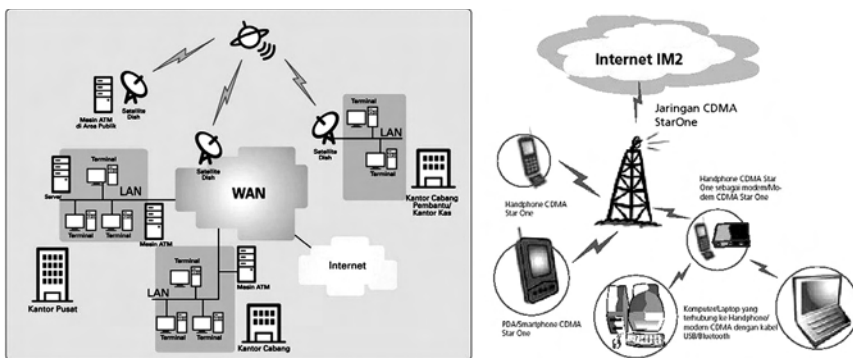 Mesin ATM
di Area Publik
Satellite
Dish
Satellite
Dish
Satellite
Dish
Terminal
LAN
Terminal
Kantor Cabang
Pembantu/
Kantor Kas
WAN
Internet
Server
Terminal
LAN
Terminal
Terminal
Mesin ATM
Kantor Pusat
Terminal
LAN
Terminal
Terminal
Mesin ATM
Kantor Cabang
Internet IM2
Jaringan CDMA
StarOne
Handphone CDMA
Star One
Handphone CDMA Star
One sebagai modem/Mo-
dem CDMA Star One
PDA/Smartphone CDMA
Star One
Komputer/Laptop yang
terhubung ke Handphone/
modem CDMA dengan kabel
USB/Bluetooth